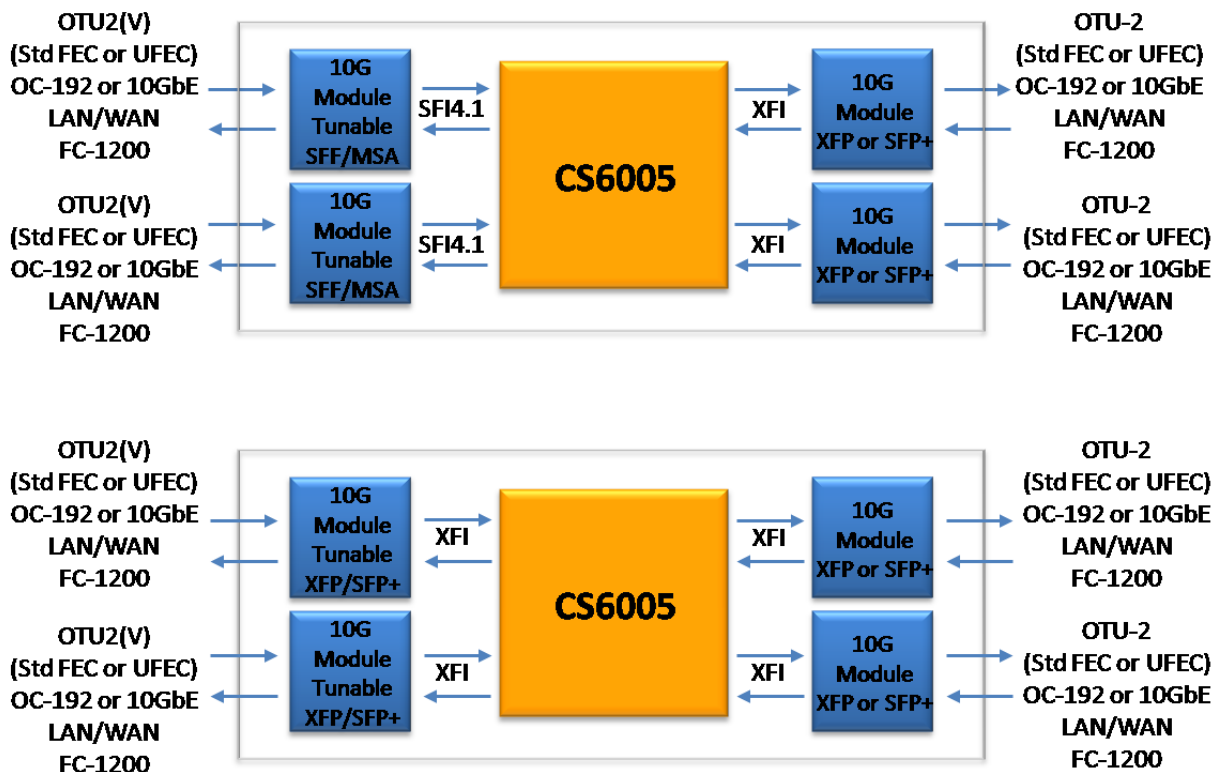 OTU2(V)
(Std FEC or UFEC)
OC-192 or 10GbE
LAN/WAN
FC-1200
10G
Module
Tunable
SFF/MSA
SFI4.1
CS6005
XFI
10G
Module
XFP or SFP+
OTU-2
(Std FEC or UFEC)
OC-192 or 10GbE
LAN/WAN
FC-1200
OTU2(V)
(Std FEC or UFEC)
OC-192 or 10GbE
LAN/WAN
FC-1200
10G
Module
Tunable
SFF/MSA
SFI4.1
XFI
10G
Module
XFP or SFP+
OTU-2
(Std FEC or UFEC)
OC-192 or 10GbE
LAN/WAN
FC-1200
OTU2(V)
(Std FEC or UFEC)
OC-192 or 10GbE
LAN/WAN
FC-1200
10G
Module
Tunable
XFP/SFP+
XFI
CS6005
XFI
10G
Module
XFP or SFP+
OTU-2
(Std FEC or UFEC)
OC-192 or 10GbE
LAN/WAN
FC-1200
OTU2(V)
(Std FEC or UFEC)
OC-192 or 10GbE
LAN/WAN
FC-1200
10G
Module
Tunable
XFP/SFP+
XFI
XFI
10G
Module
XFP or SFP+
OTU-2
(Std FEC or UFEC)
OC-192 or 10GbE
LAN/WAN
FC-1200